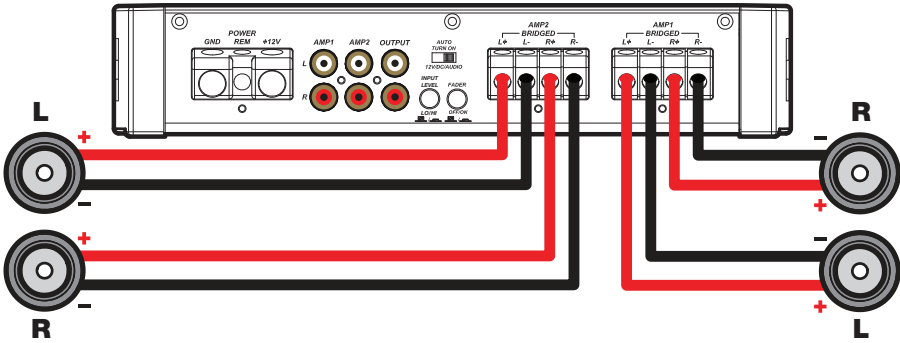 POWER
GND REM +12V
AMP1 AMP2 OUTPUT
L
R
AUTO
TURN ON
12V/DC/AUDIO
INPUT
LEVEL
LO/HI
FADER
OFF/ON
AMP2
BRIDGED
L+ L- R+ R-
AMP1
BRIDGED
L+ L- R+ R-
L
+
−
+
−
R
R
−
+
−
+
L